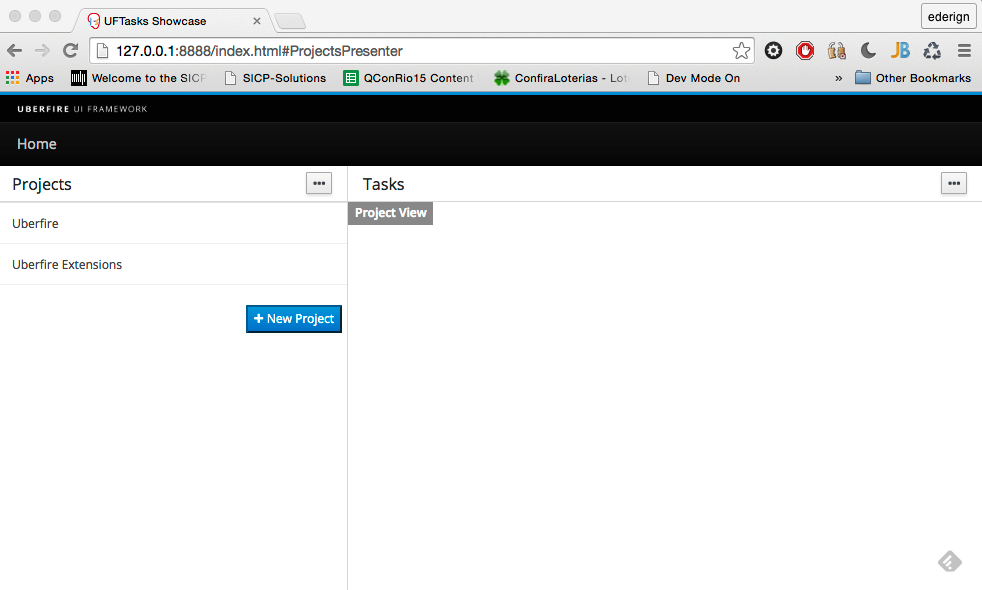 UFTasks Showcase
ederign
127.0.0.1:8888/index.html#ProjectsPresenter
JB
Apps Welcome to the SICP SICP-Solutions QConRio15 Content ConfiraLoterias - Lot Dev Mode On » Other Bookmarks
UBERFIRE UI FRAMEWORK
Home
Projects
Tasks
Project View
Uberfire
Uberfire Extensions
+ New Project